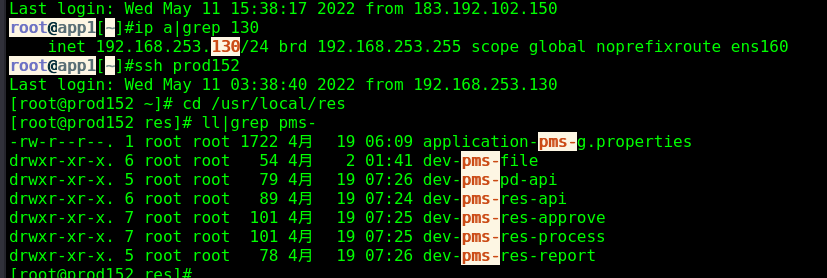 Last login: Wed May 11 15:38:17 2022 from 183.192.102.150
root@app1[~]#ip a|grep 130
    inet 192.168.253.130/24 brd 192.168.253.255 scope global noprefixroute ens160
root@app1[~]#ssh prod152
Last login: Wed May 11 03:38:40 2022 from 192.168.253.130
[root@prod152 ~]# cd /usr/local/res
[root@prod152 res]# ll|grep pms-
-rw-r--r--. 1 root root 1722 4月  19 06:09 application-pms-g.properties
drwxr-xr-x. 6 root root   54 4月   2 01:41 dev-pms-file
drwxr-xr-x. 5 root root   79 4月  19 07:26 dev-pms-pd-api
drwxr-xr-x. 6 root root   89 4月  19 07:24 dev-pms-res-api
drwxr-xr-x. 7 root root  101 4月  19 07:25 dev-pms-res-approve
drwxr-xr-x. 7 root root  101 4月  19 07:25 dev-pms-res-process
drwxr-xr-x. 5 root root   78 4月  19 07:26 dev-pms-res-report
[root@prod152 res]#